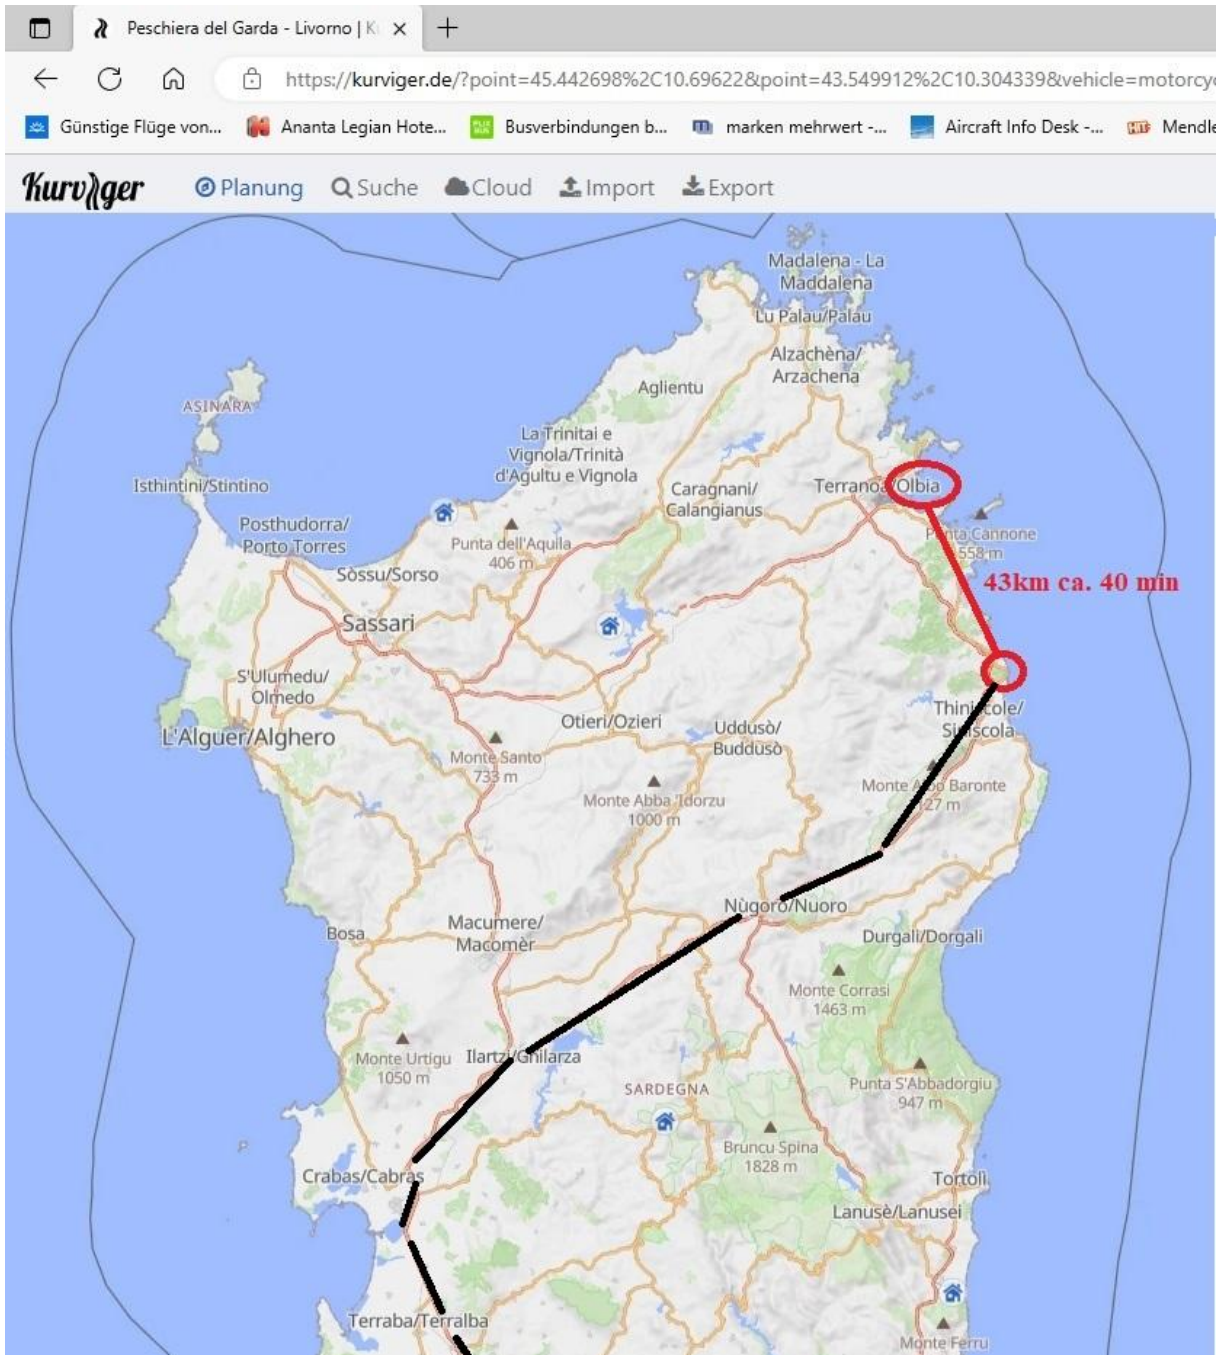 Peschiera del Garda - Livorno | K
https://kurviger.de/?point=45.442698%2C10.69622&point=43.549912%2C10.304339&vehicle=motorcyc
Günstige Flüge von... Ananta Legian Hote... Busverbindungen b... marken mehrwert -... Aircraft Info Desk -... Mendle
Kurviger Planung Suche Cloud Import Export
Madalena - La
Maddalena
Lu Palau/Palau
Alzachèna/
Arzachena
Aglientu
ASINARA
La Trinitai e
Vignola/Trinità
d'Agultu e Vignola
Isthintini/Stintino
Caragnani/
Calangianus
Terranoa/Olbia
Posthudorra/
Porto Torres
Punta dell'Aquila
406 m
Punta Cannone
558 m
Sòssu/Sorso
43km ca. 40 min
Sassari
S'Ulumedu/
Olmedo
Thiniscole/
Siniscola
L'Alguer/Alghero
Otieri/Ozieri
Uddusò/
Buddusò
Monte Santo
733 m
Monte Abba 'Idorzu
1000 m
Monte Albo Baronte
127 m
Nùgoro/Nuoro
Macumere/
Macomèr
Bosa
Durgali/Dorgali
Monte Corrasi
1463 m
Monte Urtigu
1050 m
Ilartzi/Ghilarza
SARDEGNA
Punta S'Abbadorgiu
947 m
Bruncu Spina
1828 m
Crabas/Cabras
Tortolì
Lanusè/Lanusei
Terraba/Terralba
Monte Ferru